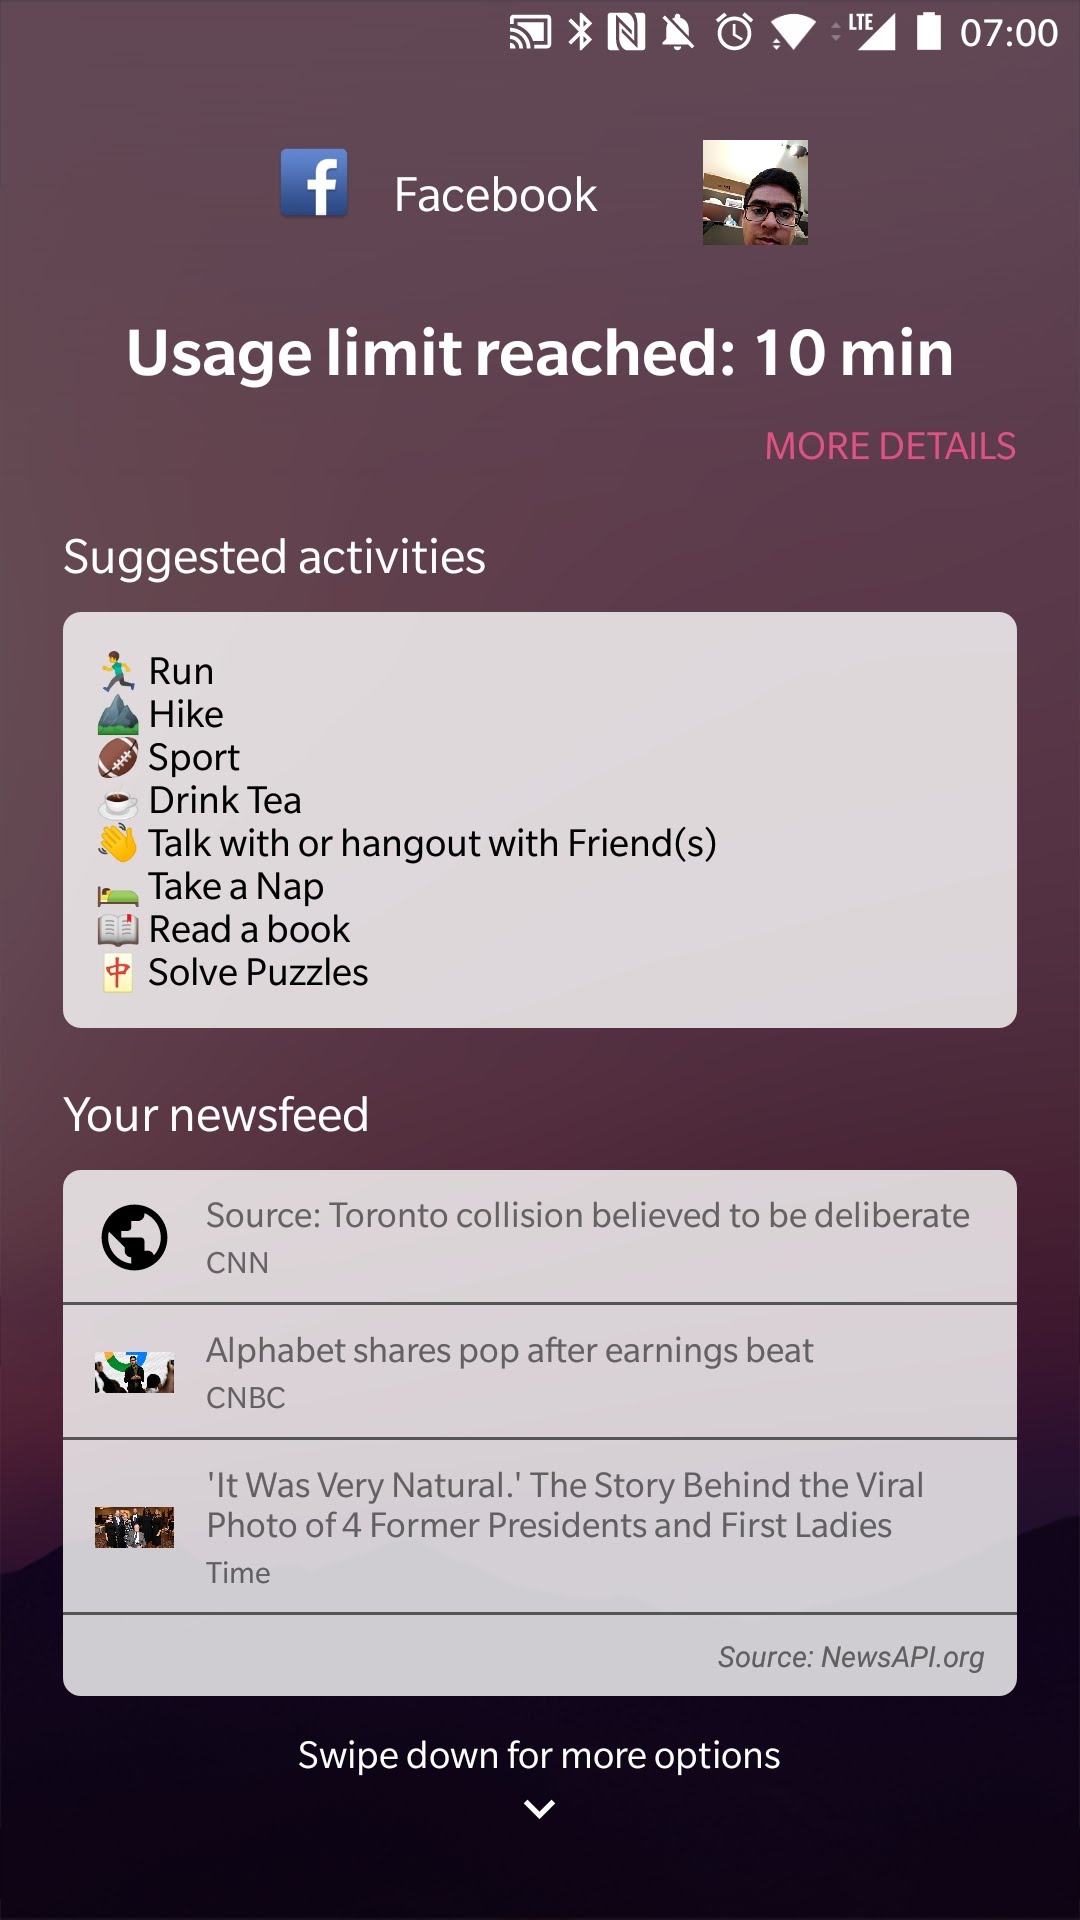 LTE 07:00
Facebook
Usage limit reached: 10 min
MORE DETAILS
Suggested activities
Run
Hike
Sport
Drink Tea
Talk with or hangout with Friend(s)
Take a Nap
Read a book
Solve Puzzles
Your newsfeed
Source: Toronto collision believed to be deliberate
CNN
Alphabet shares pop after earnings beat
CNBC
'It Was Very Natural.' The Story Behind the Viral
Photo of 4 Former Presidents and First Ladies
Time
Source: NewsAPI.org
Swipe down for more options